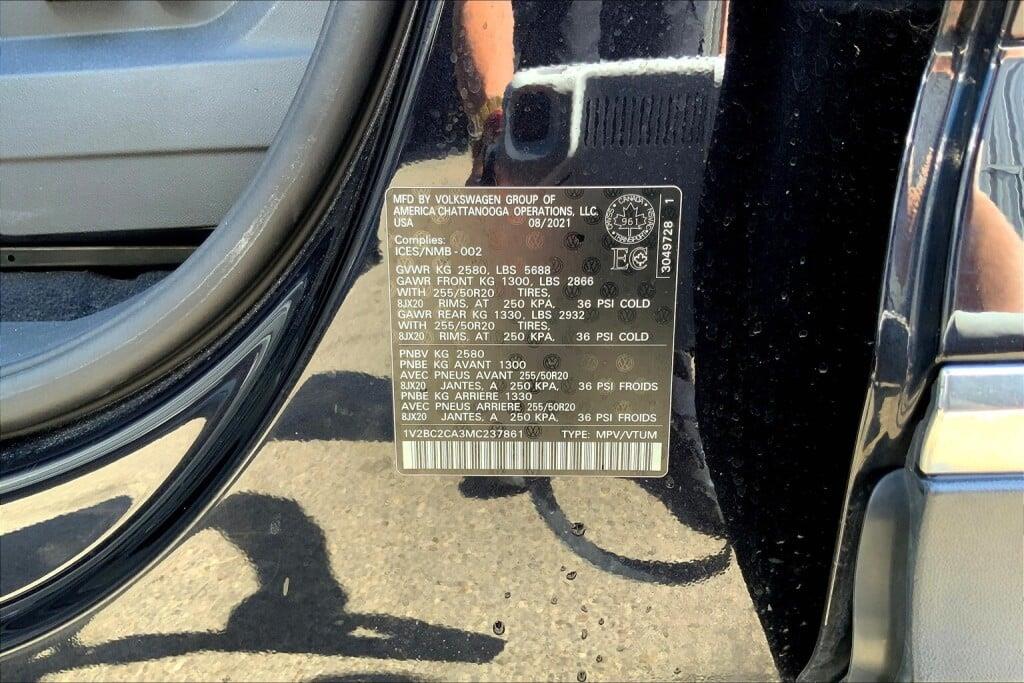 MFD BY VOLKSWAGEN GROUP OF
AMERICA CHATTANOOGA OPERATIONS, LLC.
USA 08/2021
Complies:
ICES/NMB-002
CANADA
961
TRANSPORT
EC
3049728 1
GVWR KG 2580, LBS 5688
GAWR FRONT KG 1300, LBS 2866
WITH 255/50R20 TIRES,
8JX20 RIMS, AT 250 KPA, 36 PSI COLD
GAWR REAR KG 1330, LBS 2932
WITH 255/50R20 TIRES,
8JX20 RIMS, AT 250 KPA, 36 PSI COLD
PNBV KG 2580
PNBE KG AVANT 1300
AVEC PNEUS AVANT 255/50R20
8JX20 JANTES, A 250 KPA, 36 PSI FROIDS
PNBE KG ARRIERE 1330
AVEC PNEUS ARRIERE 255/50R20
8JX20 JANTES, A 250 KPA, 36 PSI FROIDS
1V2BC2CA3MC237861 TYPE: MPV/VTUM